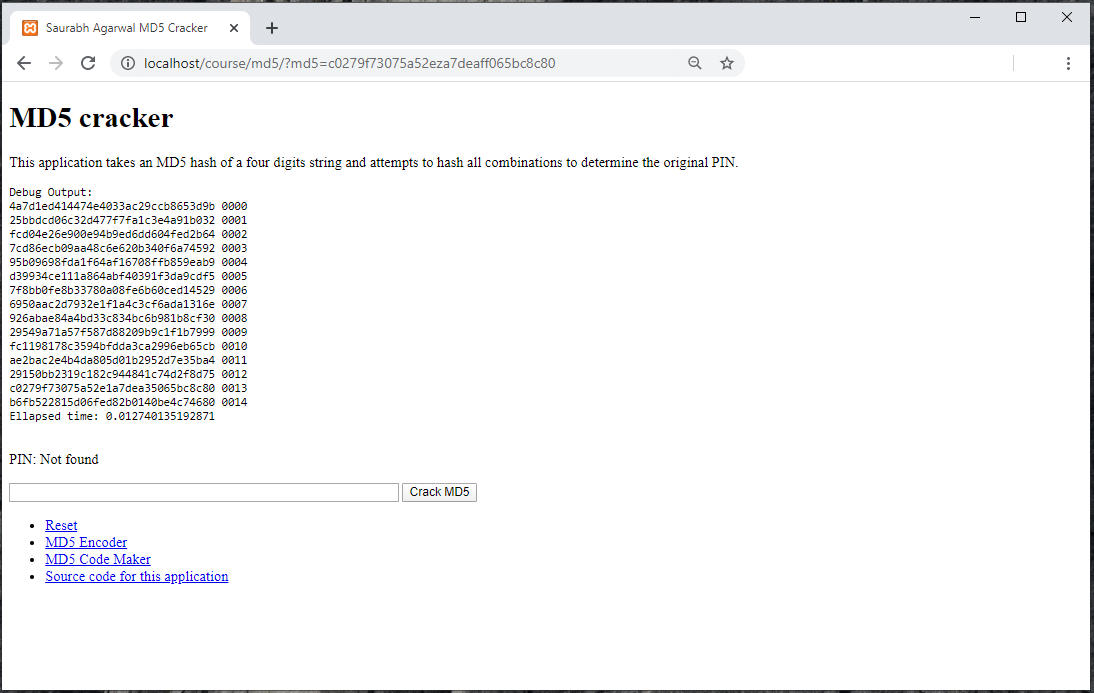 Saurabh Agarwal MD5 Cracker
localhost/course/md5/?md5=c0279f73075a52eza7deaff065bc8c80
MD5 cracker
This application takes an MD5 hash of a four digits string and attempts to hash all combinations to determine the original PIN.
Debug Output:
4a7d1ed414474e4033ac29ccb8653d9b 0000
25bbdcd06c32d477f7fa1c3e4a91b032 0001
fcd04e26e900e94b9ed6dd604fed2b64 0002
7cd86ecb09aa48c6e620b340f6a74592 0003
95b09698fda1f64af16708ffb859eab9 0004
d39934ce111a864abf40391f3da9cdf5 0005
7f8bb0fe8b33780a08fe6b60ced14529 0006
6950aac2d7932e1f1a4c3cf6ada1316e 0007
926abae84a4bd33c834bc6b981b8cf30 0008
29549a71a57f587d88209b9c1f1b7999 0009
fc1198178c3594bfdda3ca2996eb65cb 0010
ae2bac2e4b4da805d01b2952d7e35ba4 0011
29150bb2319c182c944841c74d2f8d75 0012
c0279f73075a52e1a7dea35065bc8c80 0013
b6fb522815d06fed82b0140be4c74680 0014
Ellapsed time: 0.012740135192871
PIN: Not found
Crack MD5
Reset
MD5 Encoder
MD5 Code Maker
Source code for this application